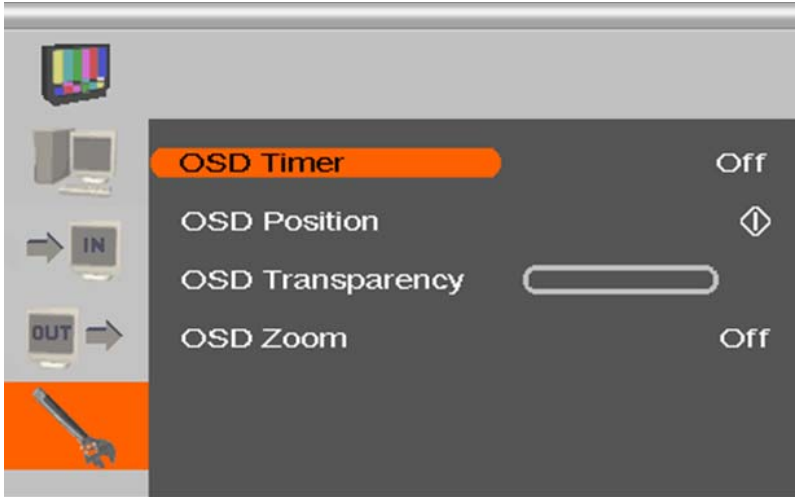 OSD Timer Off
OSD Position
IN
OSD Transparency
OUT
OSD Zoom Off